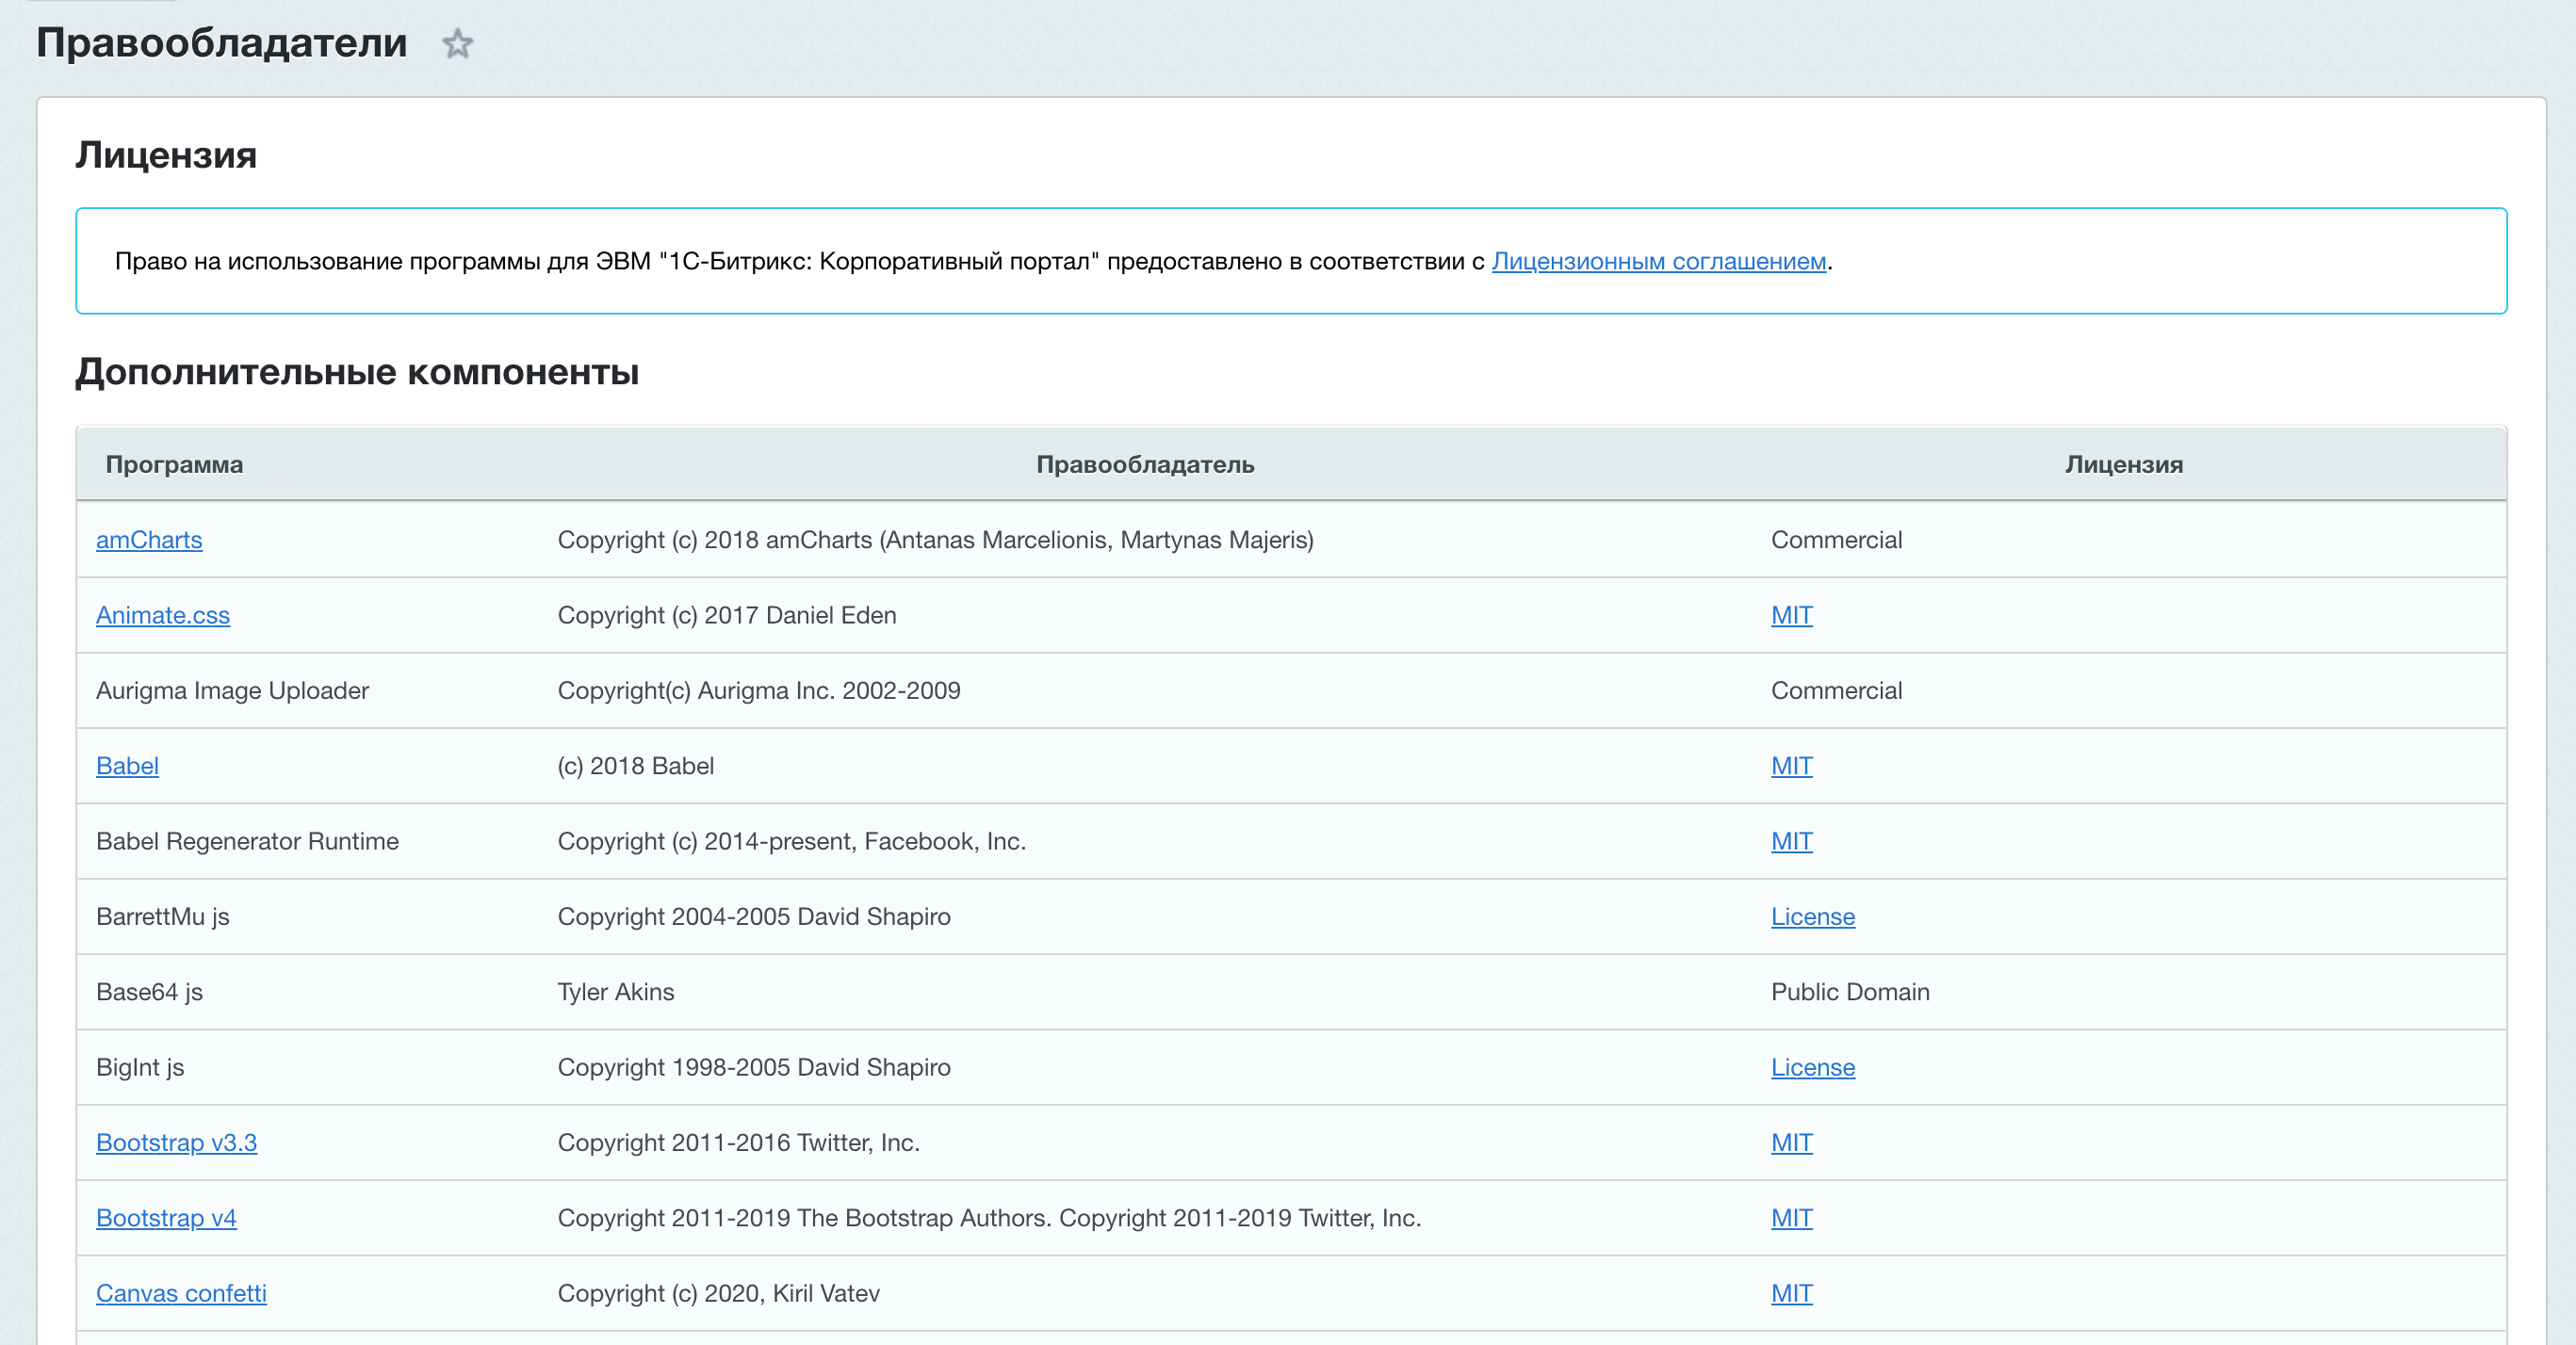 Правообладатели
Лицензия
Право на использование программы для ЭВМ "1С-Битрикс: Корпоративный портал" предоставлено в соответствии с Лицензионным соглашением.
Дополнительные компоненты
Программа Правообладатель Лицензия
amCharts Copyright (c) 2018 amCharts (Antanas Marcelionis, Martynas Majeris) Commercial
Animate.css Copyright (c) 2017 Daniel Eden MIT
Aurigma Image Uploader Copyright(c) Aurigma Inc. 2002-2009 Commercial
Babel (c) 2018 Babel MIT
Babel Regenerator Runtime Copyright (c) 2014-present, Facebook, Inc. MIT
BarrettMu js Copyright 2004-2005 David Shapiro License
Base64 js Tyler Akins Public Domain
BigInt js Copyright 1998-2005 David Shapiro License
Bootstrap v3.3 Copyright 2011-2016 Twitter, Inc. MIT
Bootstrap v4 Copyright 2011-2019 The Bootstrap Authors. Copyright 2011-2019 Twitter, Inc. MIT
Canvas confetti Copyright (c) 2020, Kiril Vatev MIT